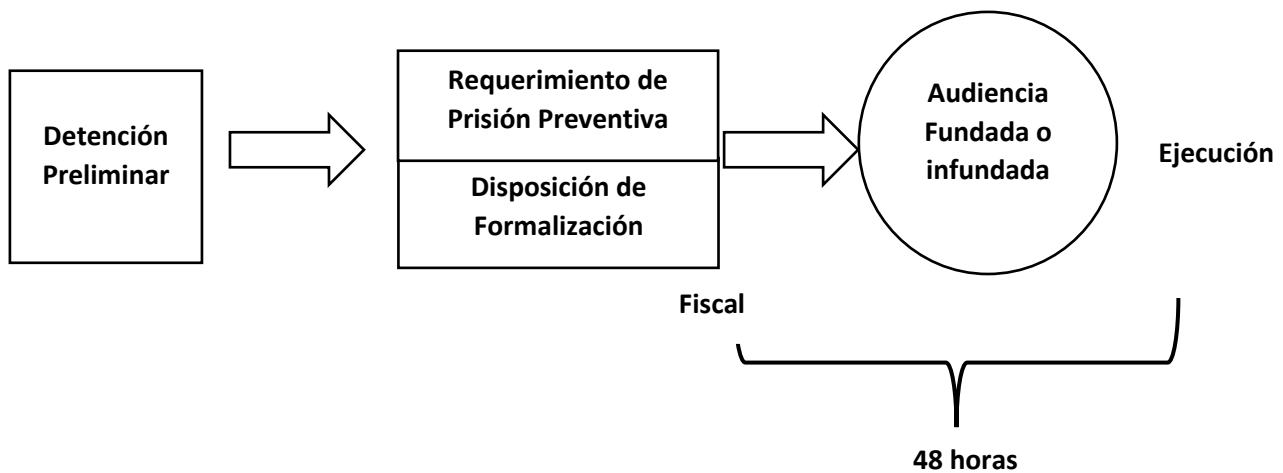 Detención
Preliminar
Requerimiento de
Prisión Preventiva
Disposición de
Formalización
Audiencia
Fundada o
infundada
Ejecución
Fiscal
48 horas